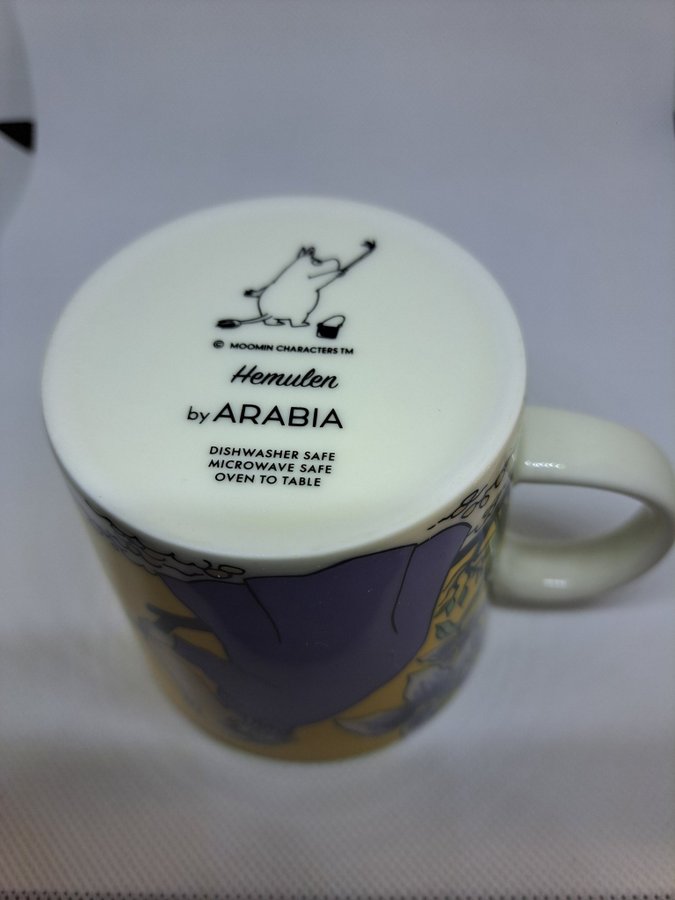 © MOOMIN CHARACTERS TM
Hemulen
by ARABIA
DISHWASHER SAFE
MICROWAVE SAFE
OVEN TO TABLE